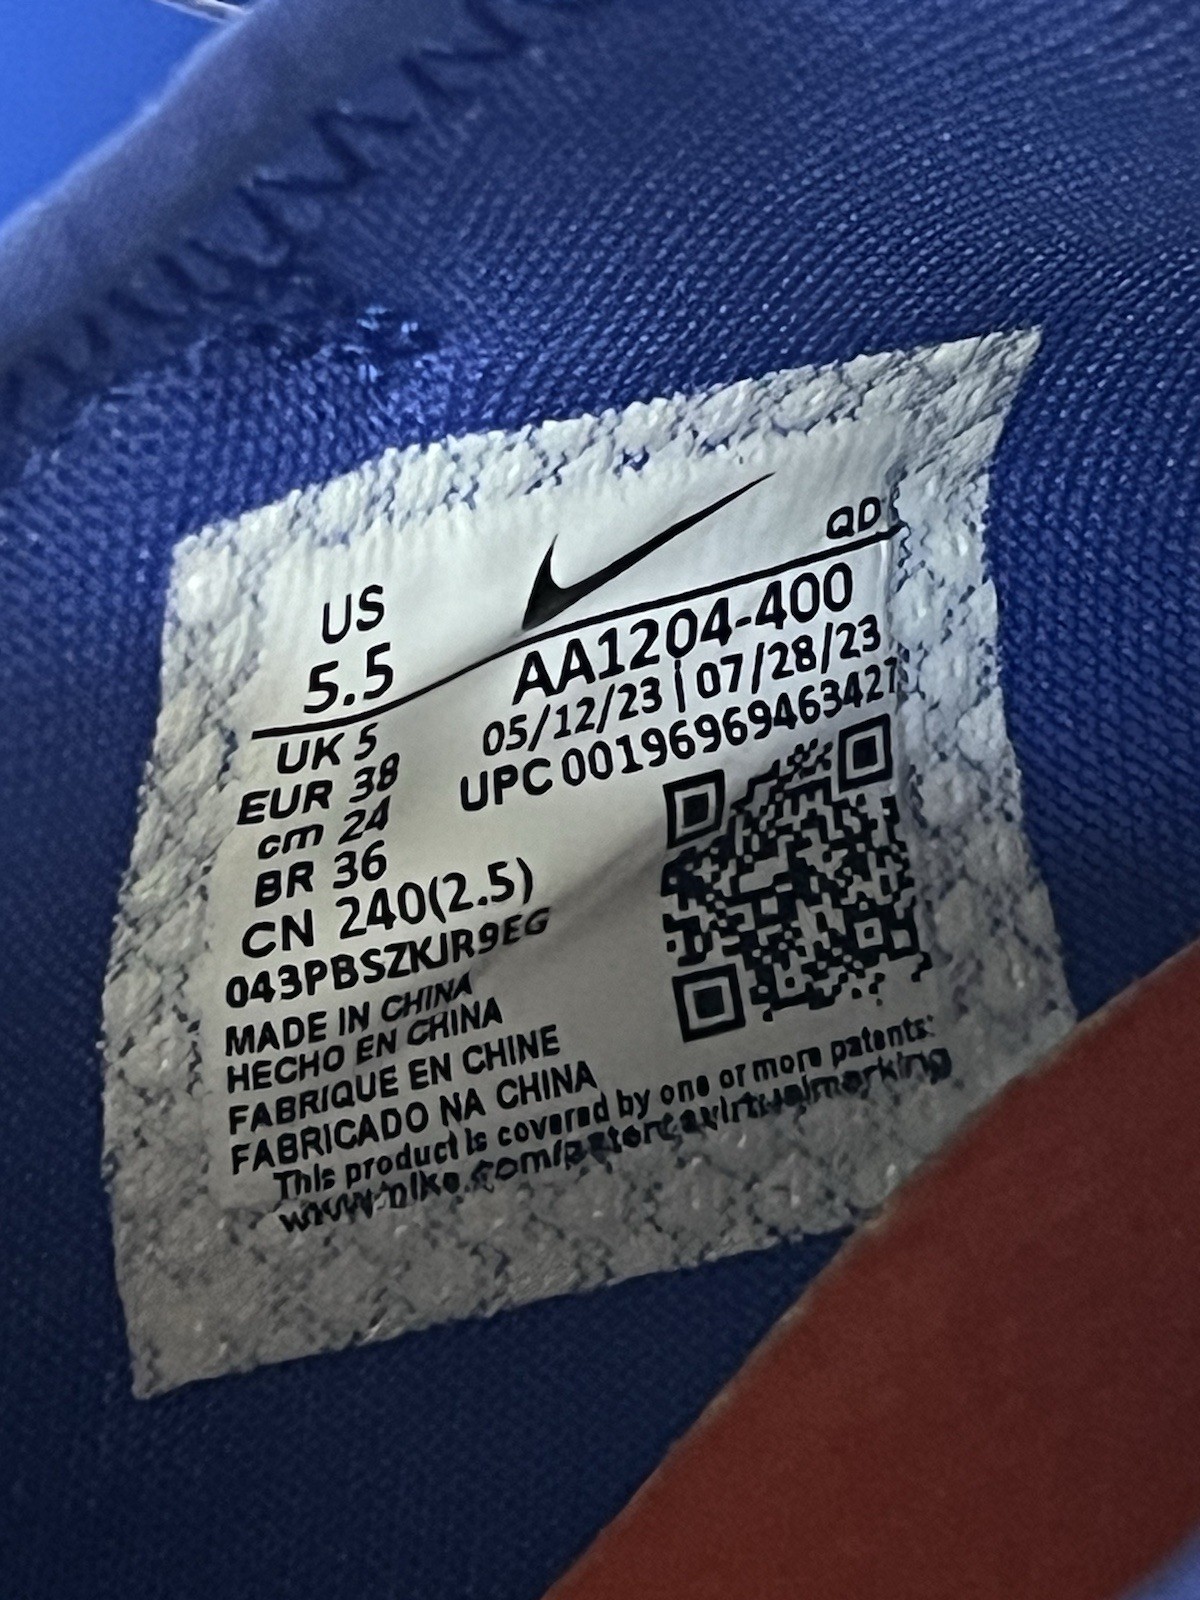 QD
US
5.5
AA1204-400
05/12/23 | 07/28/23
UPC 00196969463427
UK 5
EUR 38
cm 24
BR 36
CN 240(2.5)
043PBSZKJR9EG
MADE IN CHINA
HECHO EN CHINA
FABRIQUE EN CHINE
FABRICADO NA CHINA
This product is covered by one or more patents: